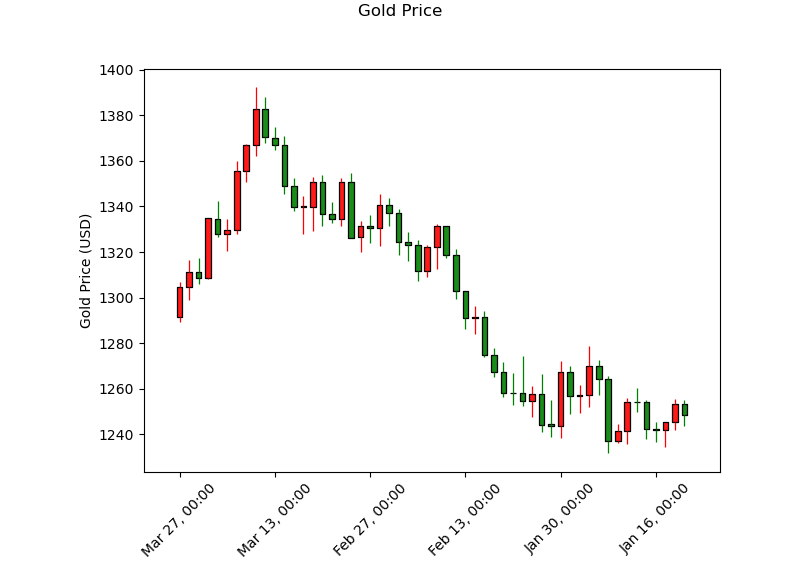 Gold Price
1400
1380
1360
1340
1320
1300
1280
1260
1240
Gold Price (USD)
Mar 27, 00:00
Mar 13, 00:00
Feb 27, 00:00
Feb 13, 00:00
Jan 30, 00:00
Jan 16, 00:00